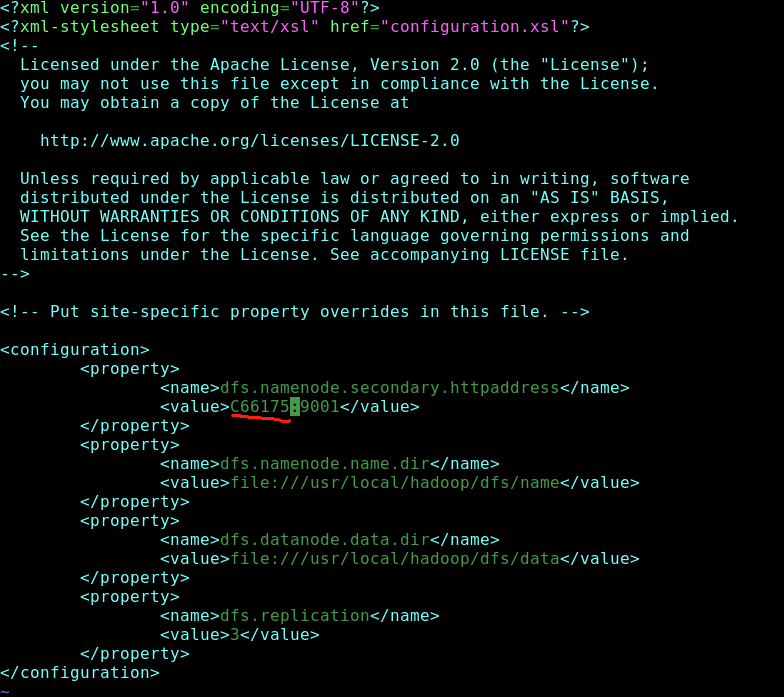 <?xml version="1.0" encoding="UTF-8"?>
<?xml-stylesheet type="text/xsl" href="configuration.xsl"?>
<!--
  Licensed under the Apache License, Version 2.0 (the "License");
  you may not use this file except in compliance with the License.
  You may obtain a copy of the License at

    http://www.apache.org/licenses/LICENSE-2.0

  Unless required by applicable law or agreed to in writing, software
  distributed under the License is distributed on an "AS IS" BASIS,
  WITHOUT WARRANTIES OR CONDITIONS OF ANY KIND, either express or implied.
  See the License for the specific language governing permissions and
  limitations under the License. See accompanying LICENSE file.
-->

<!-- Put site-specific property overrides in this file. -->

<configuration>
        <property>
                <name>dfs.namenode.secondary.httpaddress</name>
                <value>C66175:9001</value>
        </property>
        <property>
                <name>dfs.namenode.name.dir</name>
                <value>file:///usr/local/hadoop/dfs/name</value>
        </property>
        <property>
                <name>dfs.datanode.data.dir</name>
                <value>file:///usr/local/hadoop/dfs/data</value>
        </property>
        <property>
                <name>dfs.replication</name>
                <value>3</value>
        </property>
</configuration>
~